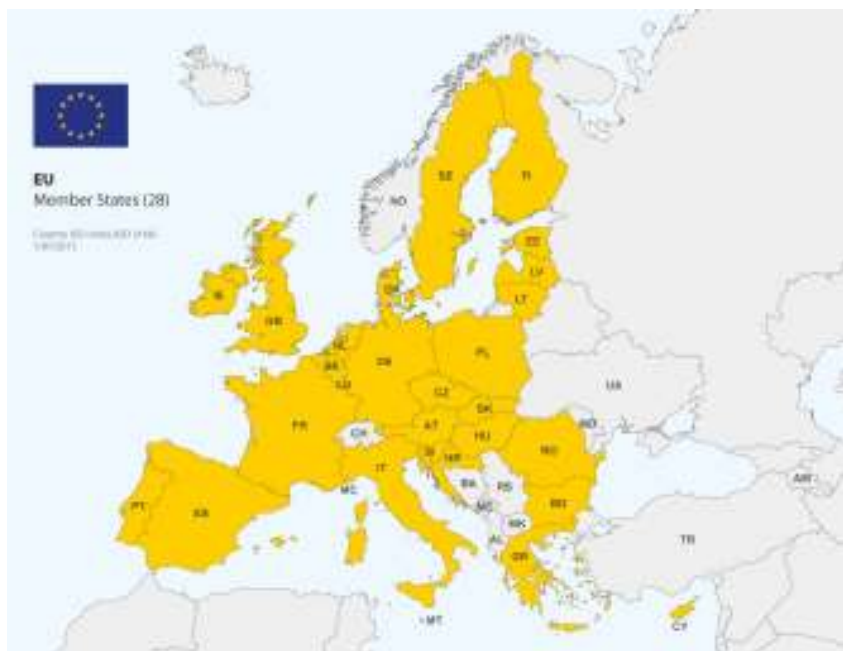 EU
Member States (28)
SE
FI
NO
EE
LV
LT
DK
IE
GB
NL
BE
LU
DE
PL
CZ
SK
UA
FR
CH
AT
HU
MD
SI
HR
RO
IT
BA
RS
MC
ME
BG
MK
AL
AM
PT
ES
GR
TR
MT
CY